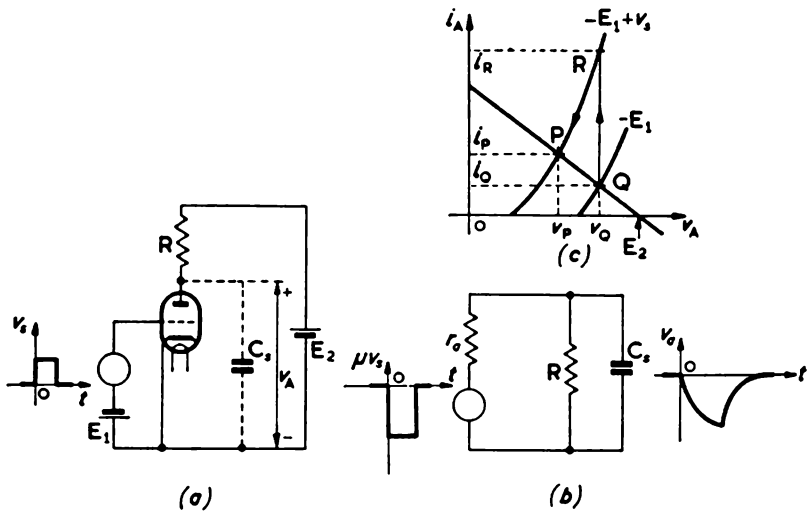 i_A
-E_1+v_s
i_R
R
-E_1
i_P
P
i_Q
Q
O
v_P
v_Q
v_A
E_2
(c)
R
+
v_s
O
t
C_s
v_A
E_2
E_1
-
(a)
μv_s
O
t
r_a
R
C_s
v_a
O
t
(b)